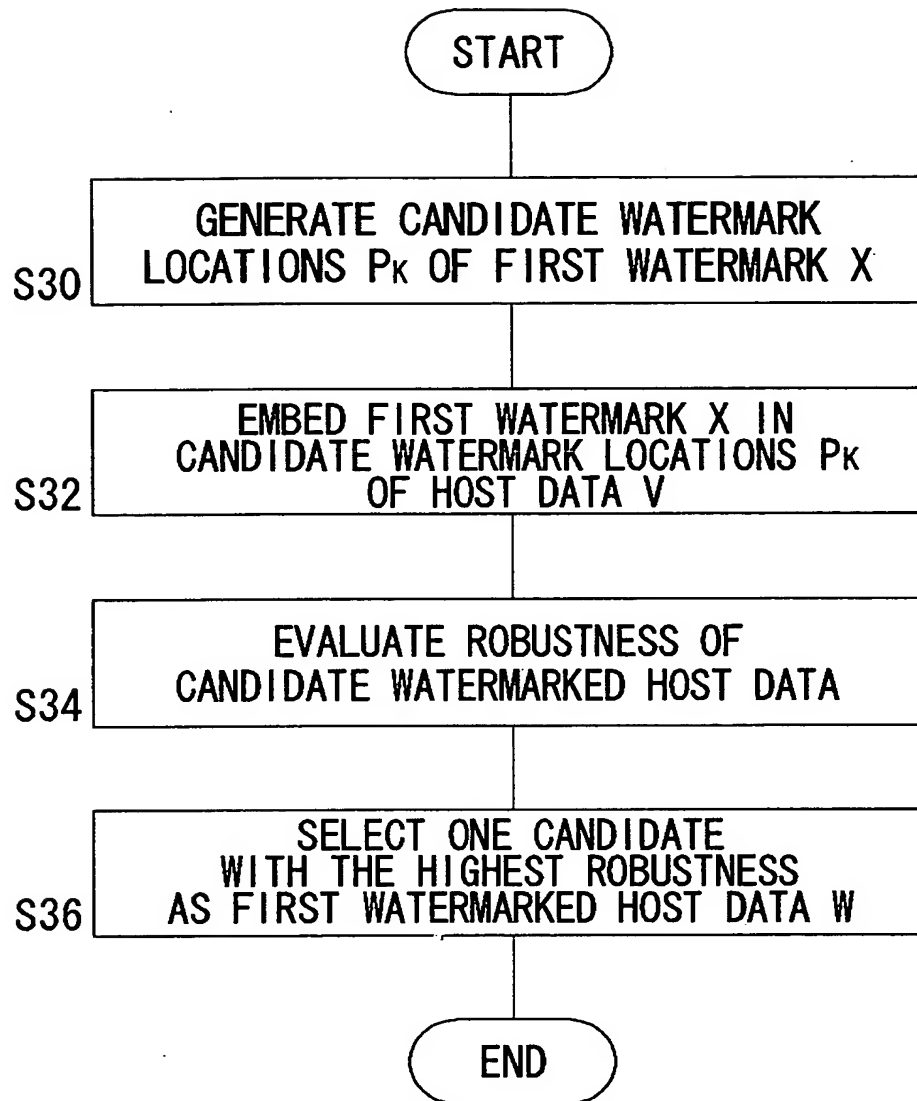 START
GENERATE CANDIDATE WATERMARK
LOCATIONS PK OF FIRST WATERMARK X
S30
EMBED FIRST WATERMARK X IN
CANDIDATE WATERMARK LOCATIONS PK
OF HOST DATA V
S32
EVALUATE ROBUSTNESS OF
CANDIDATE WATERMARKED HOST DATA
S34
SELECT ONE CANDIDATE
WITH THE HIGHEST ROBUSTNESS
AS FIRST WATERMARKED HOST DATA W
S36
END